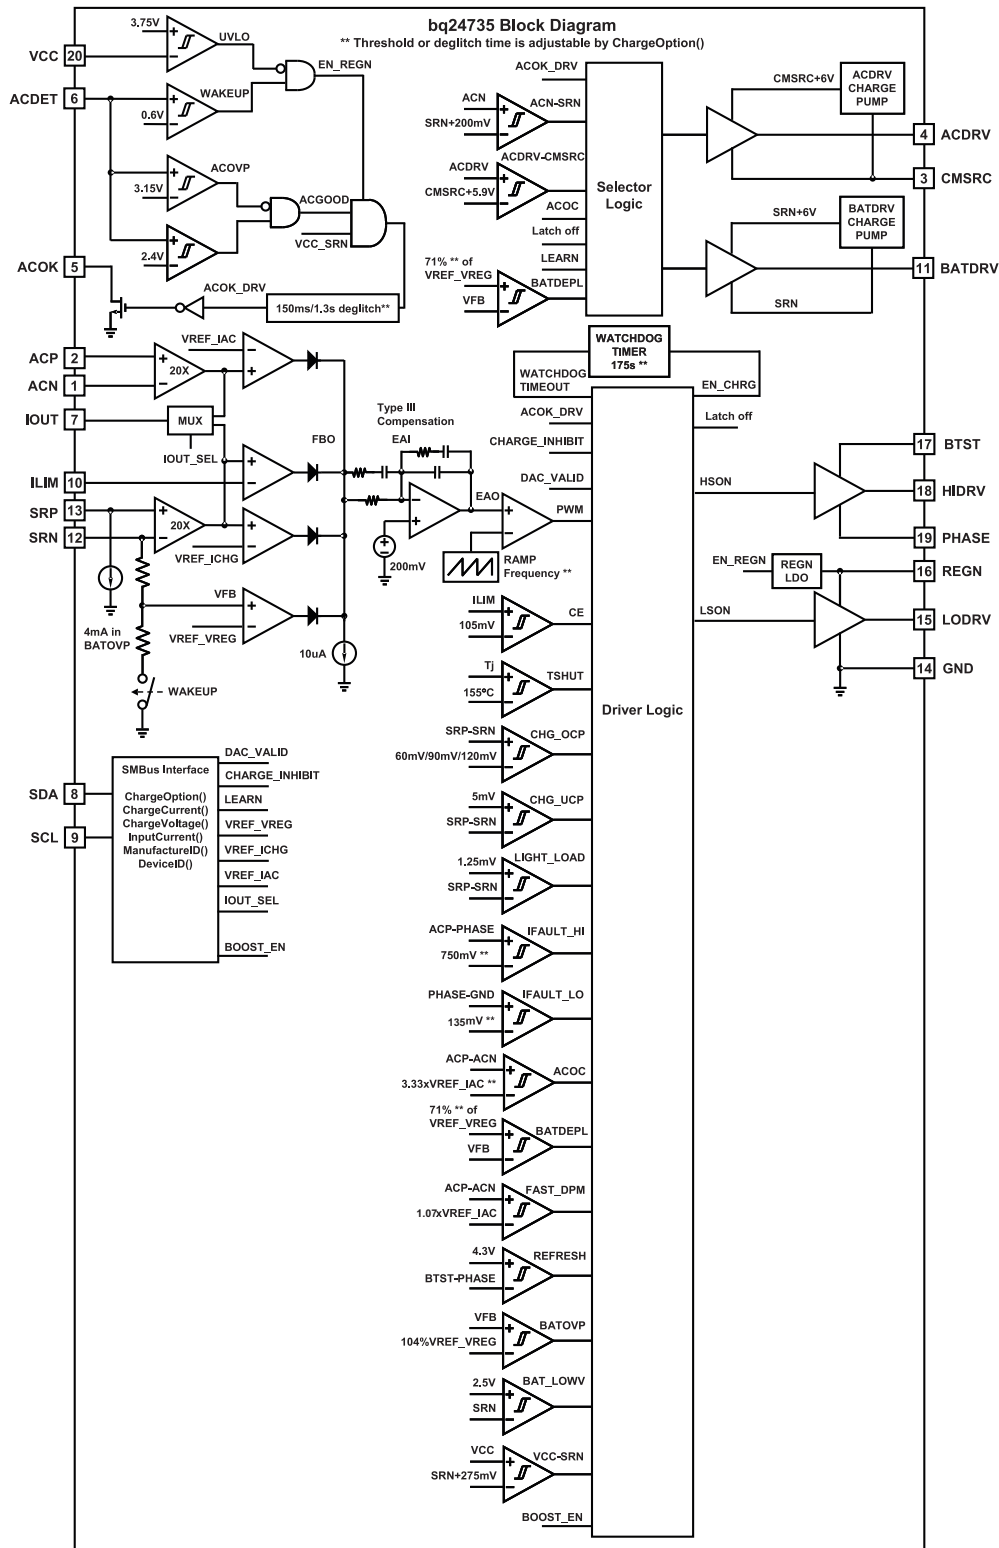 bq24735 Block Diagram
** Threshold or deglitch time is adjustable by ChargeOption()
3.75V
UVLO
VCC 20
EN_REGN
ACDET 6
WAKEUP
0.6V
ACOVP
3.15V
ACGOOD
VCC_SRN
2.4V
ACOK 5
ACOK_DRV
150ms/1.3s deglitch**
ACOK_DRV
ACN
ACN-SRN
SRN+200mV
ACDRV
ACDRV-CMSRC
CMSRC+5.9V
ACOC
Latch off
LEARN
71% ** of
VREF_VREG
BATDEPL
VFB
Selector
Logic
CMSRC+6V
ACDRV
CHARGE
PUMP
4 ACDRV
3 CMSRC
SRN+6V
BATDRV
CHARGE
PUMP
11 BATDRV
SRN
ACP 2
ACN 1
IOUT 7
ILIM 10
SRP 13
SRN 12
VREF_IAC
20X
MUX
IOUT_SEL
FBO
20X
VREF_ICHG
VFB
VREF_VREG
4mA in
BATOVP
WAKEUP
10uA
Type III
Compensation
EAI
EAO
200mV
PWM
RAMP
Frequency **
WATCHDOG
TIMER
175s **
WATCHDOG
TIMEOUT
EN_CHRG
ACOK_DRV
Latch off
CHARGE_INHIBIT
DAC_VALID
Driver Logic
HSON
LSON
EN_REGN
REGN
LDO
17 BTST
18 HIDRV
19 PHASE
16 REGN
15 LODRV
14 GND
ILIM
CE
105mV
Tj
TSHUT
155°C
SRP-SRN
CHG_OCP
60mV/90mV/120mV
5mV
CHG_UCP
SRP-SRN
1.25mV
LIGHT_LOAD
SRP-SRN
ACP-PHASE
IFAULT_HI
750mV **
PHASE-GND
IFAULT_LO
135mV **
ACP-ACN
ACOC
3.33xVREF_IAC **
71% ** of
VREF_VREG
BATDEPL
VFB
ACP-ACN
FAST_DPM
1.07xVREF_IAC
4.3V
REFRESH
BTST-PHASE
VFB
BATOVP
104%VREF_VREG
2.5V
BAT_LOWV
SRN
VCC
VCC-SRN
SRN+275mV
BOOST_EN
SDA 8
SCL 9
SMBus Interface
ChargeOption()
ChargeCurrent()
ChargeVoltage()
InputCurrent()
ManufactureID()
DeviceID()
DAC_VALID
CHARGE_INHIBIT
LEARN
VREF_VREG
VREF_ICHG
VREF_IAC
IOUT_SEL
BOOST_EN